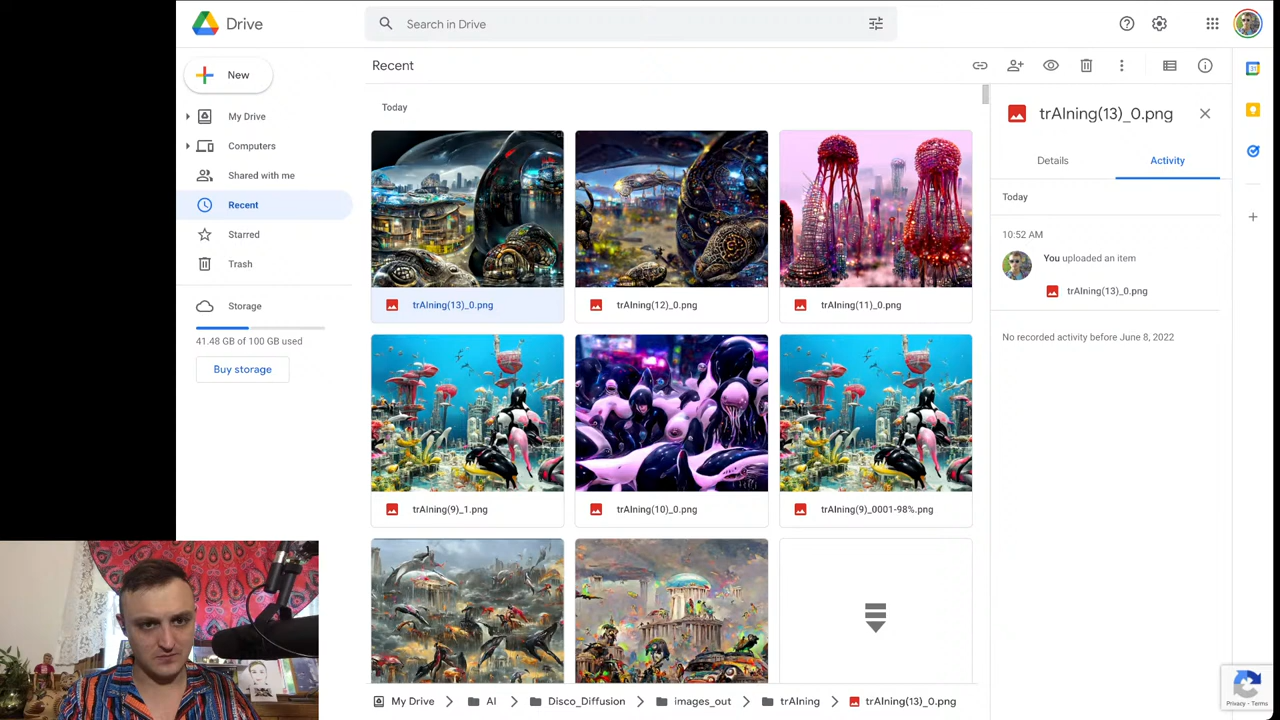 Drive
Search in Drive
New
My Drive
Computers
Shared with me
Recent
Starred
Trash
Storage
41.48 GB of 100 GB used
Buy storage
Recent
Today
trAIning(13)_0.png
trAIning(12)_0.png
trAIning(11)_0.png
trAIning(9)_1.png
trAIning(10)_0.png
trAIning(9)_0001-98%.png
My Drive
AI
Disco_Diffusion
images_out
trAIning
trAIning(13)_0.png
trAIning(13)_0.png
Details
Activity
Today
10:52 AM
You uploaded an item
trAIning(13)_0.png
No recorded activity before June 8, 2022
31
Privacy - Terms